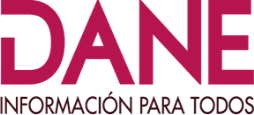 DANE
INFORMACIÓN PARA TODOS